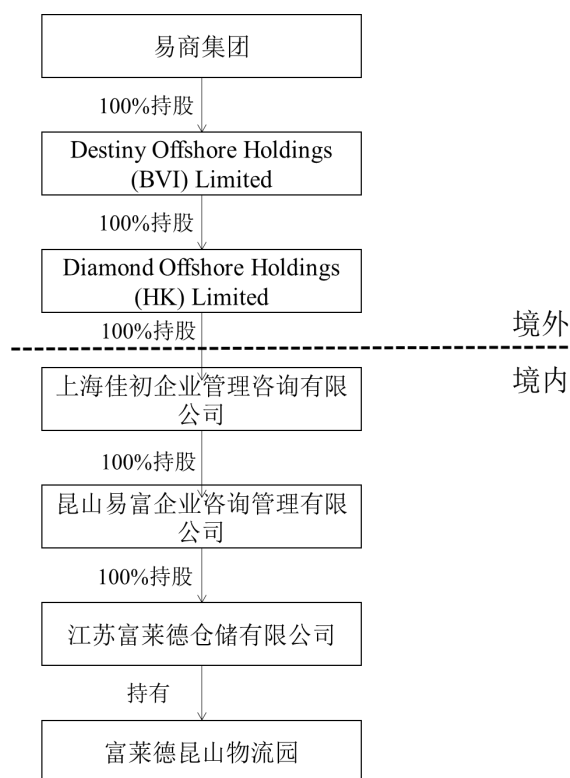 易商集团
100%持股
Destiny Offshore Holdings
(BVI) Limited
100%持股
Diamond Offshore Holdings
(HK) Limited
100%持股
境外
境内
上海佳初企业管理咨询有限
公司
100%持股
昆山易富企业咨询管理有限
公司
100%持股
江苏富莱德仓储有限公司
持有
富莱德昆山物流园